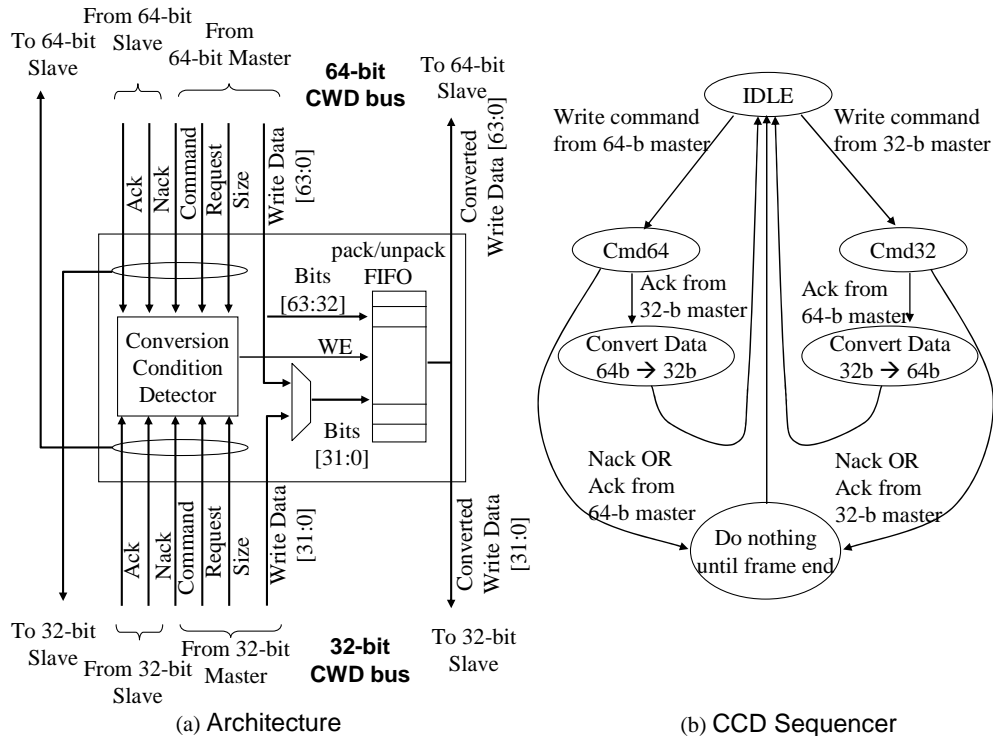 To 64-bit
Slave
From 64-bit
Slave
From
64-bit Master
64-bit
CWD bus
To 64-bit
Slave
Ack
Nack
Command
Request
Size
Write Data
[63:0]
Converted
Write Data [63:0]
pack/unpack
FIFO
Bits
[63:32]
Conversion
Condition
Detector
WE
Bits
[31:0]
Ack
Nack
Command
Request
Size
Write Data
[31:0]
Converted
Write Data
[31:0]
To 32-bit
Slave
From 32-bit
Slave
From 32-bit
Master
32-bit
CWD bus
To 32-bit
Slave
(a) Architecture
IDLE
Write command
from 64-b master
Write command
from 32-b master
Cmd64
Cmd32
Ack from
32-b master
Ack from
64-b master
Convert Data
64b → 32b
Convert Data
32b → 64b
Nack OR
Ack from
64-b master
Nack OR
Ack from
32-b master
Do nothing
until frame end
(b) CCD Sequencer